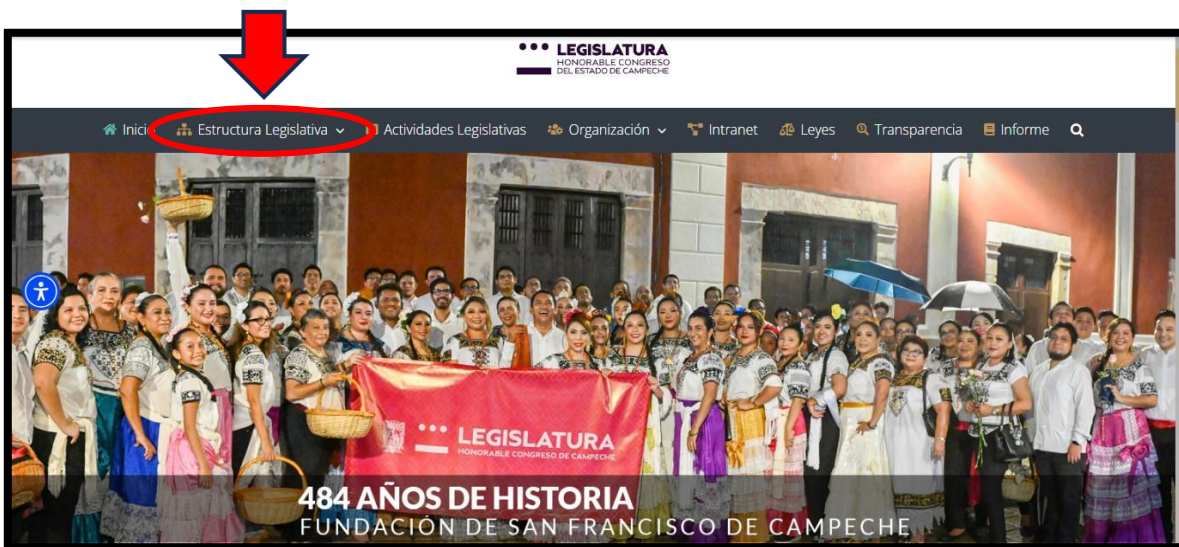 LEGISLATURA
HONORABLE CONGRESO
DEL ESTADO DE CAMPECHE
Inicio Estructura Legislativa Actividades Legislativas Organización Intranet Leyes Transparencia Informe
LEGISLATURA
HONORABLE CONGRESO DE CAMPECHE
484 AÑOS DE HISTORIA
FUNDACIÓN DE SAN FRANCISCO DE CAMPECHE